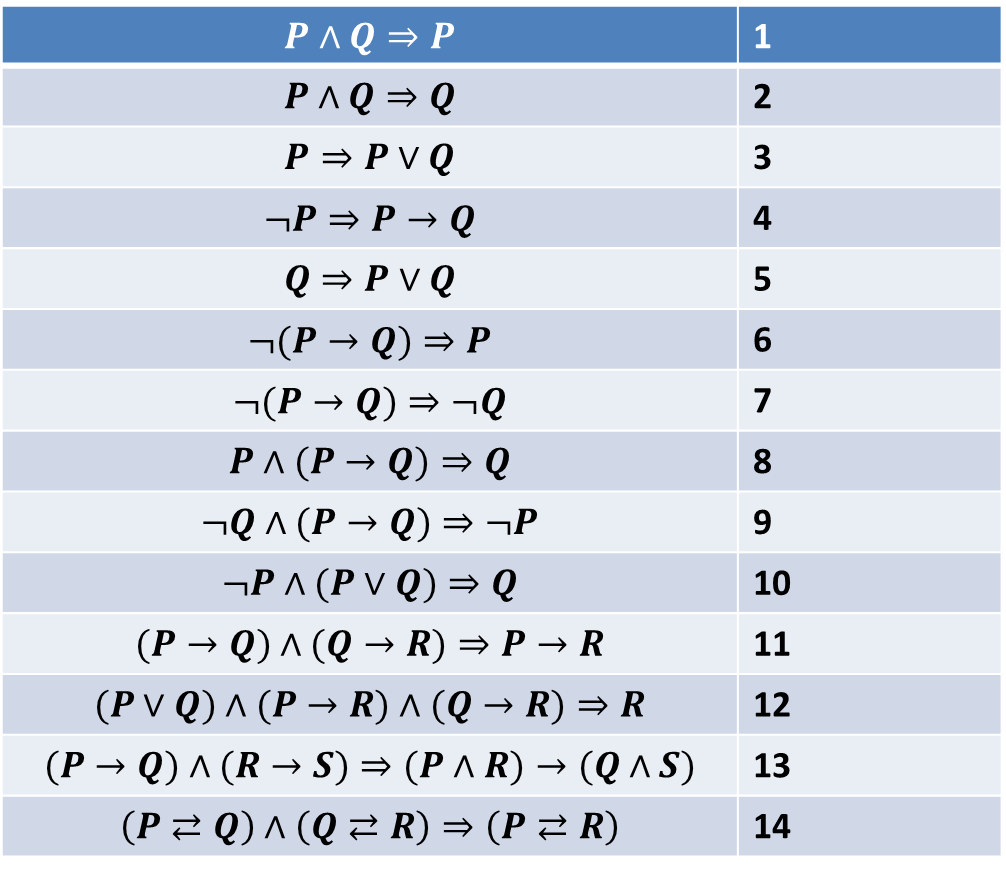 P ∧ Q ⇒ P 1
P ∧ Q ⇒ Q 2
P ⇒ P ∨ Q 3
¬P ⇒ P → Q 4
Q ⇒ P ∨ Q 5
¬(P → Q) ⇒ P 6
¬(P → Q) ⇒ ¬Q 7
P ∧ (P → Q) ⇒ Q 8
¬Q ∧ (P → Q) ⇒ ¬P 9
¬P ∧ (P ∨ Q) ⇒ Q 10
(P → Q) ∧ (Q → R) ⇒ P → R 11
(P ∨ Q) ∧ (P → R) ∧ (Q → R) ⇒ R 12
(P → Q) ∧ (R → S) ⇒ (P ∧ R) → (Q ∧ S) 13
(P ⇄ Q) ∧ (Q ⇄ R) ⇒ (P ⇄ R) 14